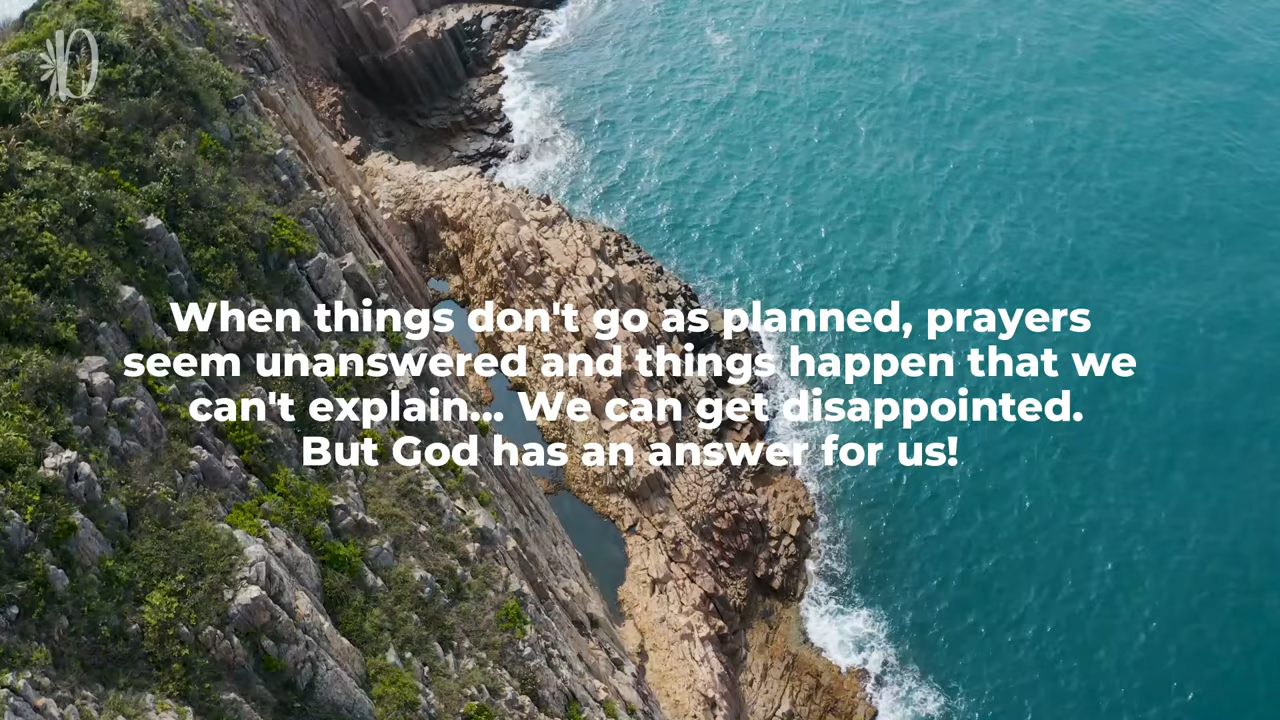 When things don't go as planned, prayers
seem unanswered and things happen that we
can't explain... We can get disappointed.
But God has an answer for us!